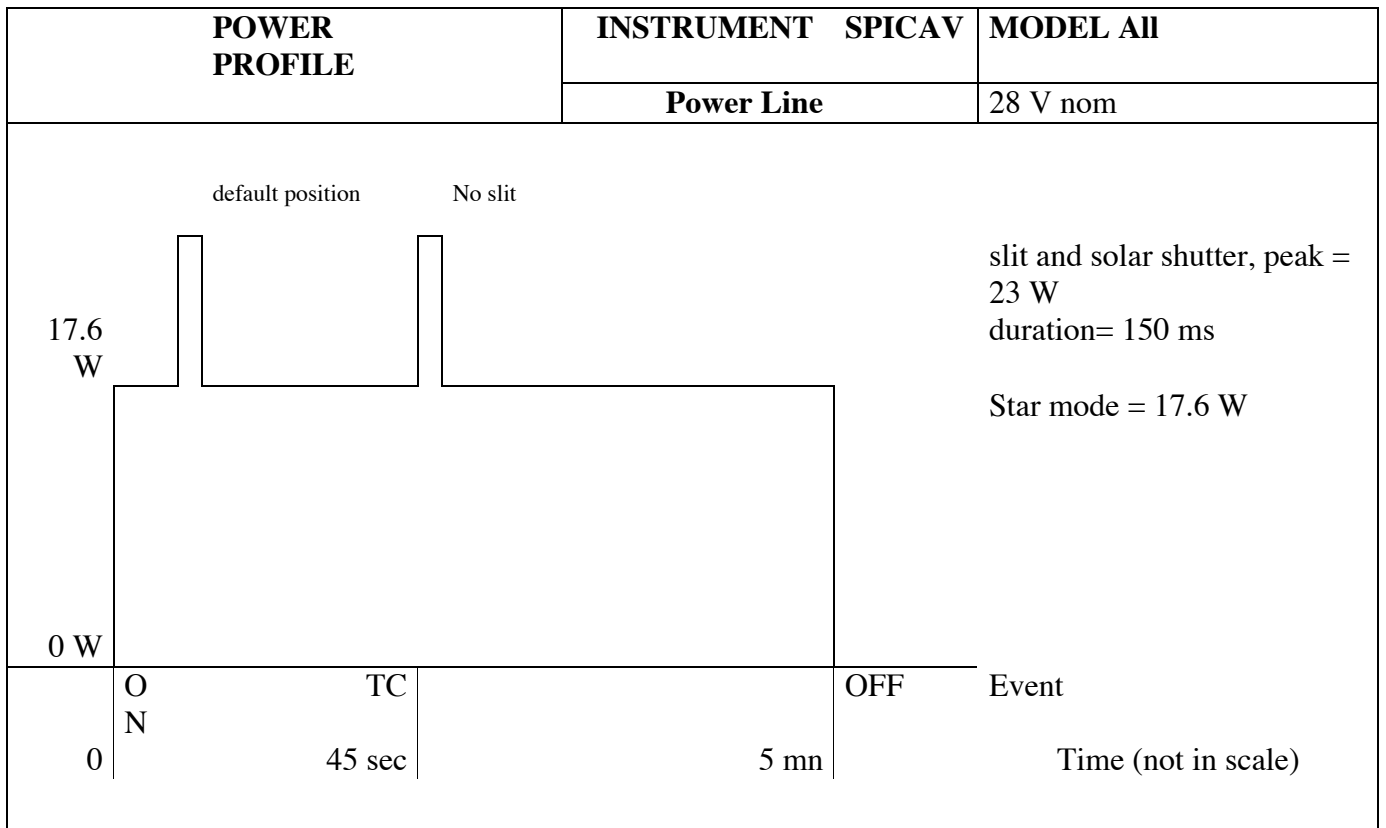 POWER PROFILE
INSTRUMENT SPICAV
MODEL All
Power Line
28 V nom
default position
No slit
slit and solar shutter, peak =
23 W
duration= 150 ms
17.6
W
Star mode = 17.6 W
0 W
O
N
TC
OFF
Event
0
45 sec
5 mn
Time (not in scale)